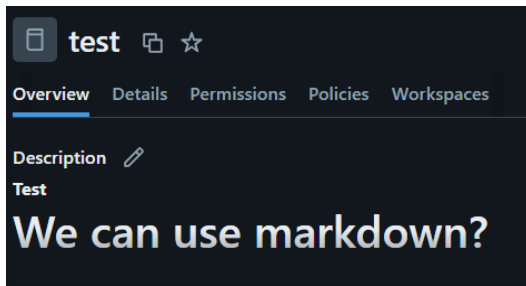 test
Overview Details Permissions Policies Workspaces
Description
Test
We can use markdown?